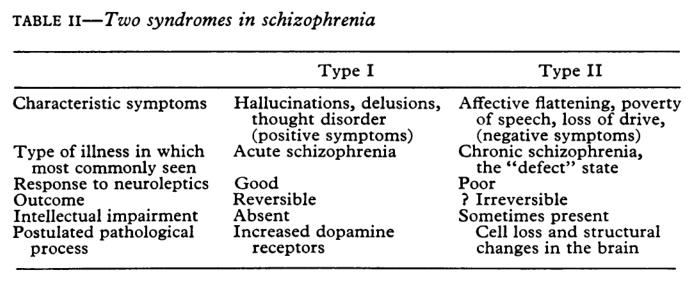 TABLE II—Two syndromes in schizophrenia
Type I Type II
Characteristic symptoms Hallucinations, delusions, Affective flattening, poverty
thought disorder of speech, loss of drive,
(positive symptoms) (negative symptoms)
Type of illness in which Acute schizophrenia Chronic schizophrenia,
most commonly seen the “defect” state
Response to neuroleptics Good Poor
Outcome Reversible ? Irreversible
Intellectual impairment Absent Sometimes present
Postulated pathological Increased dopamine Cell loss and structural
process receptors changes in the brain